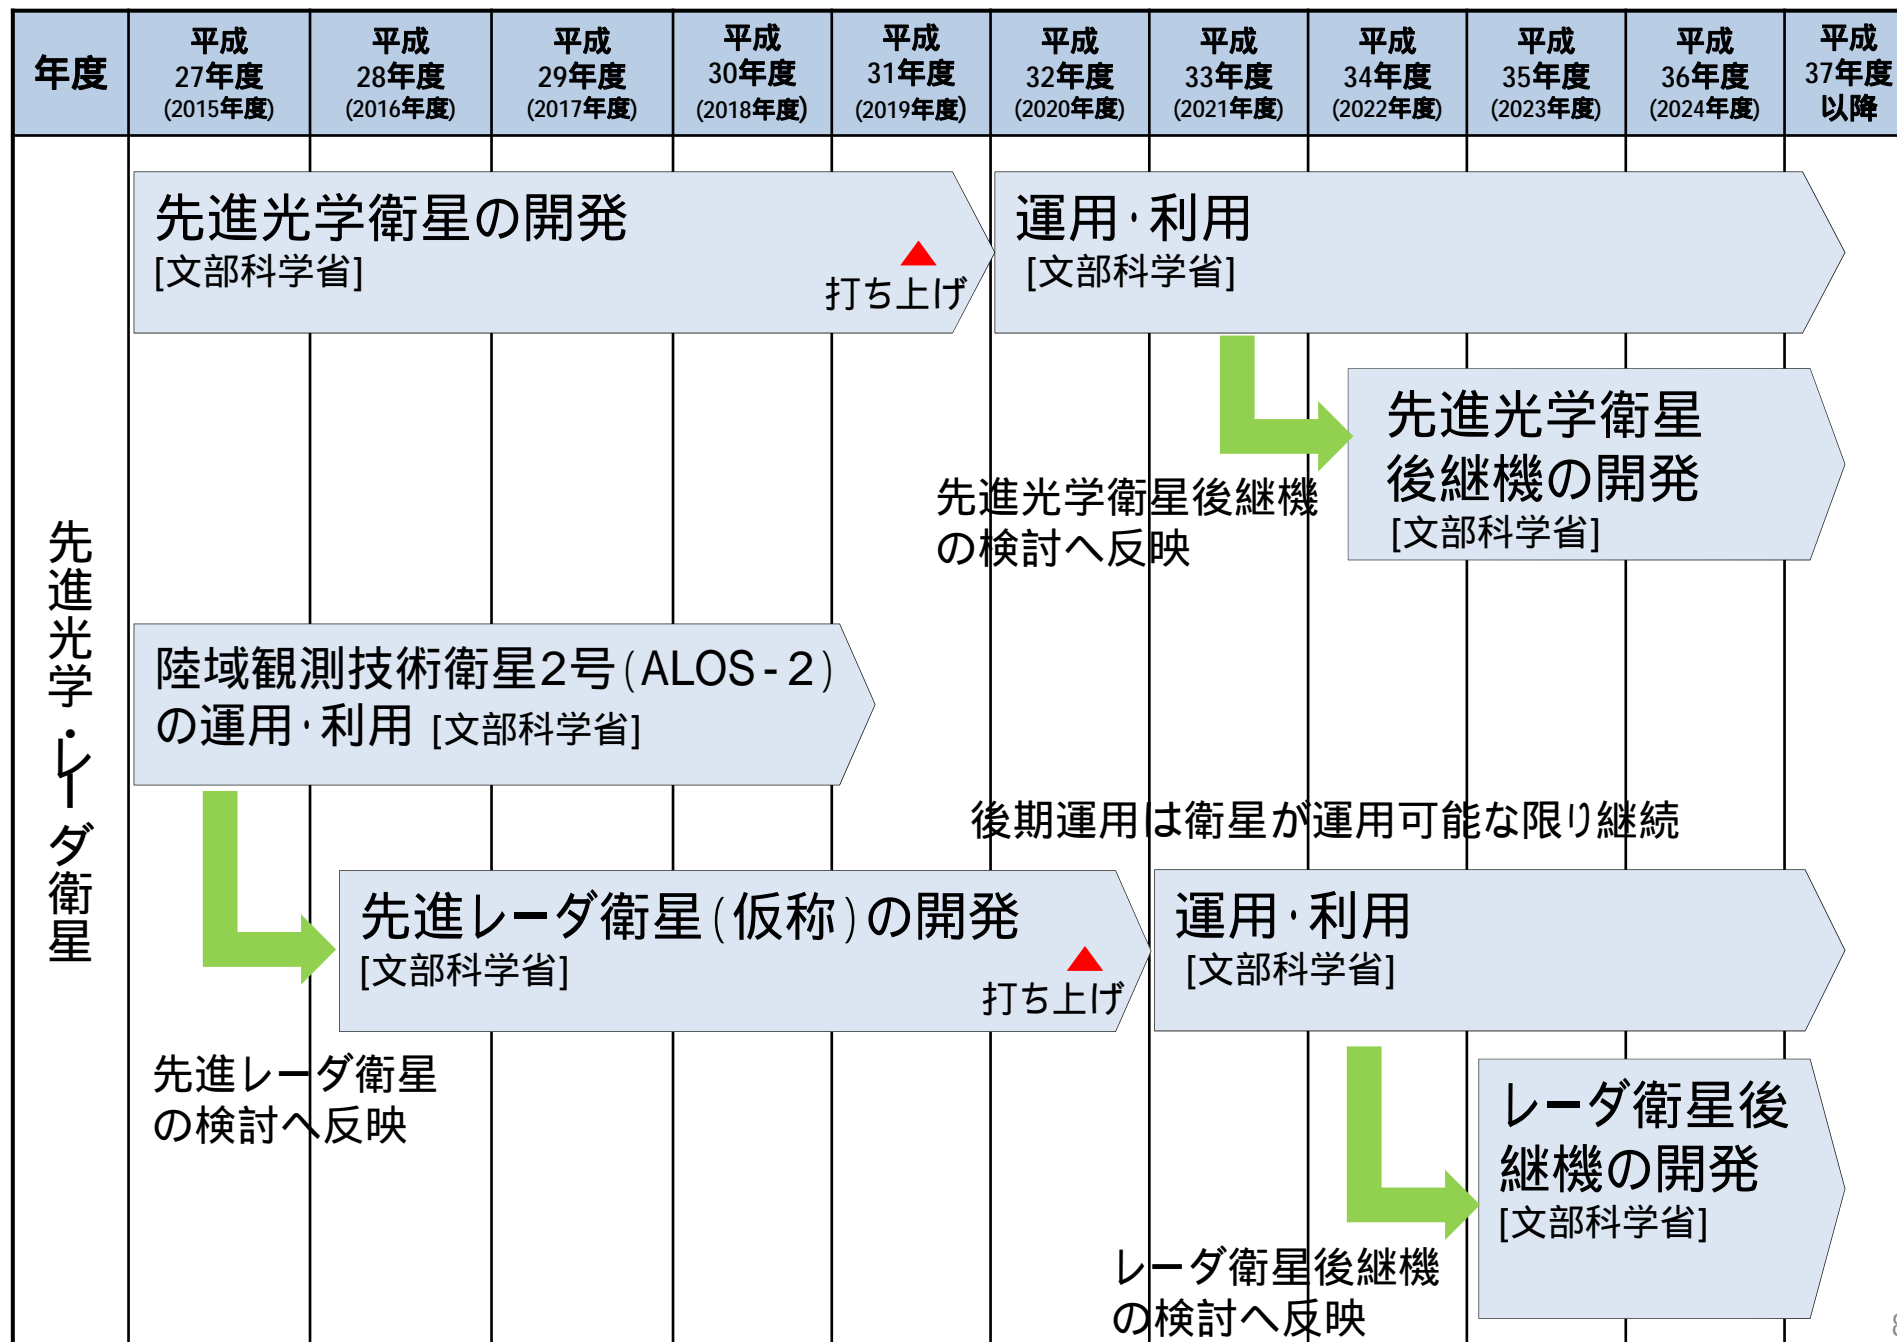 年度
平成
27年度
(2015年度)
平成
28年度
(2016年度)
平成
29年度
(2017年度)
平成
30年度
(2018年度)
平成
31年度
(2019年度)
平成
32年度
(2020年度)
平成
33年度
(2021年度)
平成
34年度
(2022年度)
平成
35年度
(2023年度)
平成
36年度
(2024年度)
平成
37年度
以降
先進光学・レーダ衛星
先進光学衛星の開発
[文部科学省]
打ち上げ
運用・利用
[文部科学省]
先進光学衛星後継機
の検討へ反映
先進光学衛星
後継機の開発
[文部科学省]
陸域観測技術衛星2号(ALOS-2)
の運用・利用 [文部科学省]
後期運用は衛星が運用可能な限り継続
先進レーダ衛星(仮称)の開発
[文部科学省]
打ち上げ
運用・利用
[文部科学省]
先進レーダ衛星
の検討へ反映
レーダ衛星後
継機の開発
[文部科学省]
レーダ衛星後継機
の検討へ反映